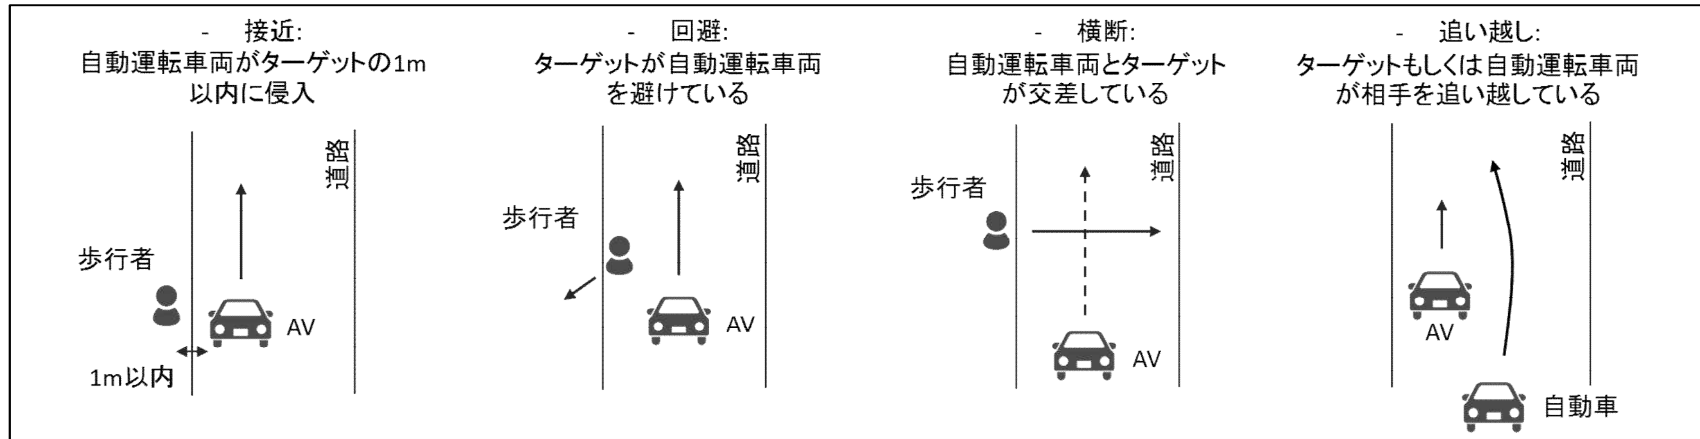 - 接近:
自動運転車両がターゲットの1m
以内に侵入
道路
歩行者
AV
1m以内
- 回避:
ターゲットが自動運転車両
を避けている
道路
歩行者
AV
- 横断:
自動運転車両とターゲット
が交差している
道路
歩行者
AV
- 追い越し:
ターゲットもしくは自動運転車両
が相手を追い越している
道路
AV
自動車